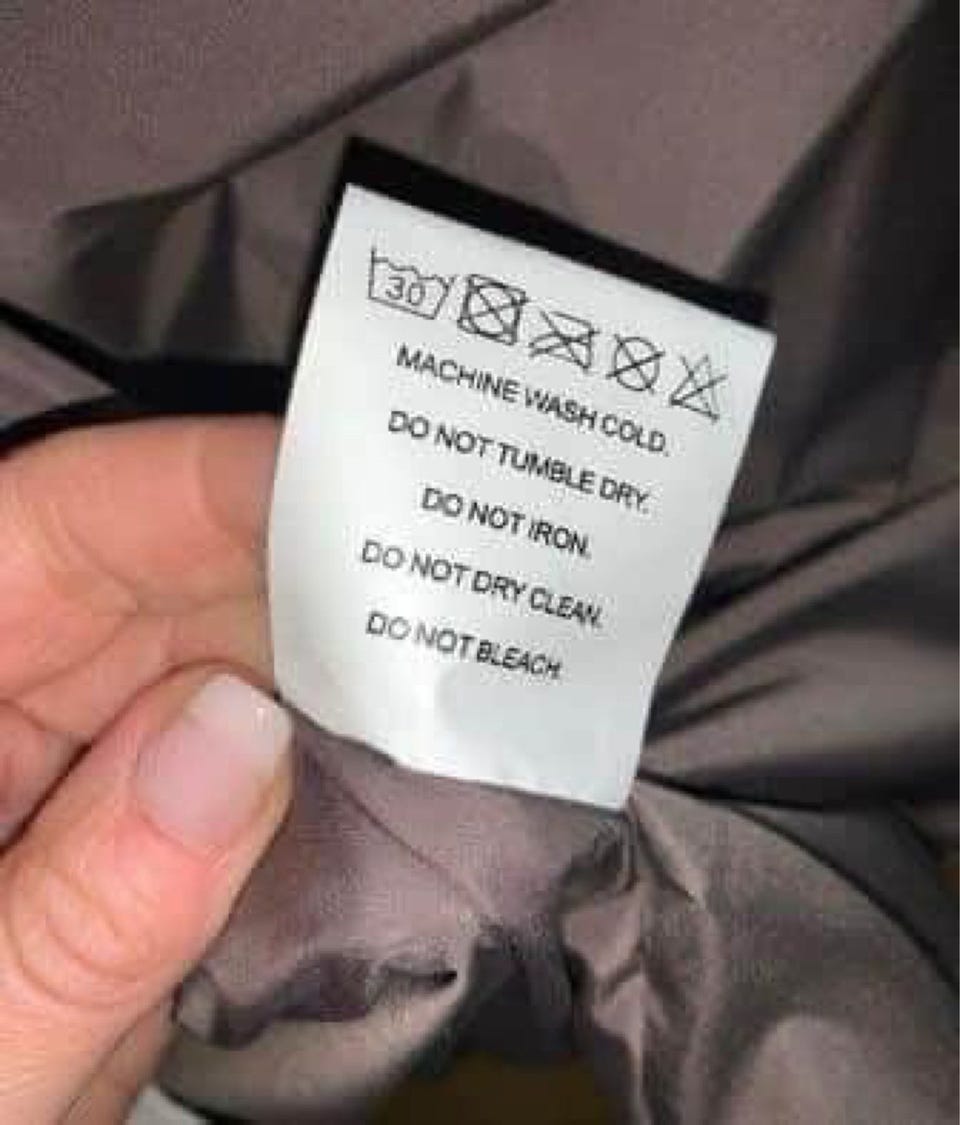 30
MACHINE WASH COLD.
DO NOT TUMBLE DRY.
DO NOT IRON.
DO NOT DRY CLEAN.
DO NOT BLEACH.